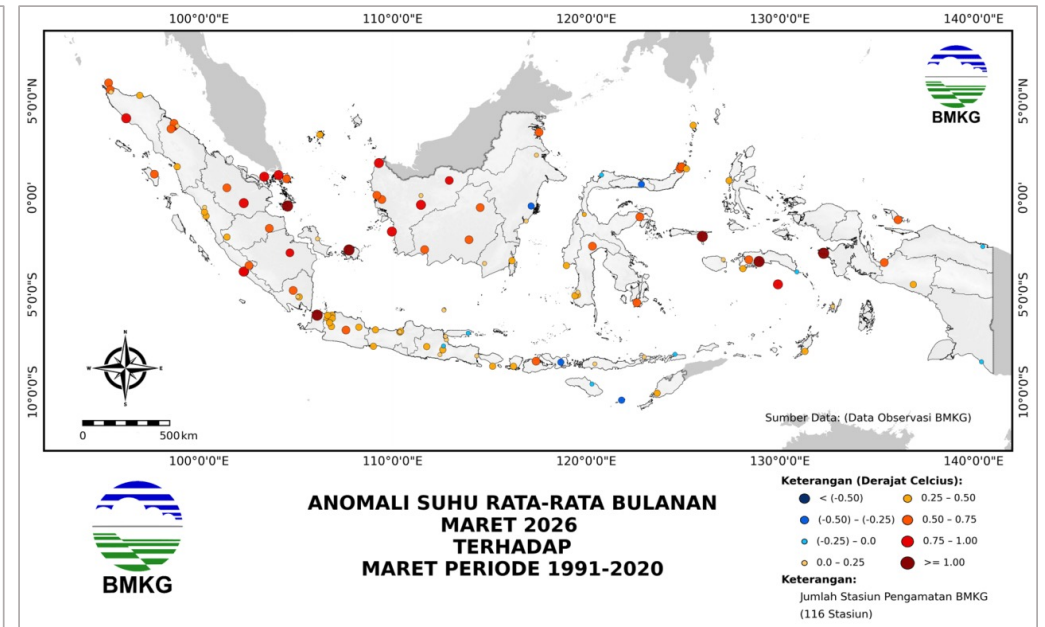 100°0'0"E 110°0'0"E 120°0'0"E 130°0'0"E 140°0'0"E
5°0'0"N
0°0'0"
5°0'0"S
10°0'0"S
BMKG
5°0'0"N
0°0'0"
5°0'0"S
10°0'0"S
N
W E
S
0 500km
Sumber Data: (Data Observasi BMKG)
100°0'0"E 110°0'0"E 120°0'0"E 130°0'0"E 140°0'0"E
BMKG
ANOMALI SUHU RATA-RATA BULANAN
MARET 2026
TERHADAP
MARET PERIODE 1991-2020
Keterangan (Derajat Celcius):
< (-0.50) 0.25 – 0.50
(-0.50) – (-0.25) 0.50 – 0.75
(-0.25) – 0.0 0.75 – 1.00
0.0 – 0.25 >= 1.00
Keterangan:
Jumlah Stasiun Pengamatan BMKG
(116 Stasiun)